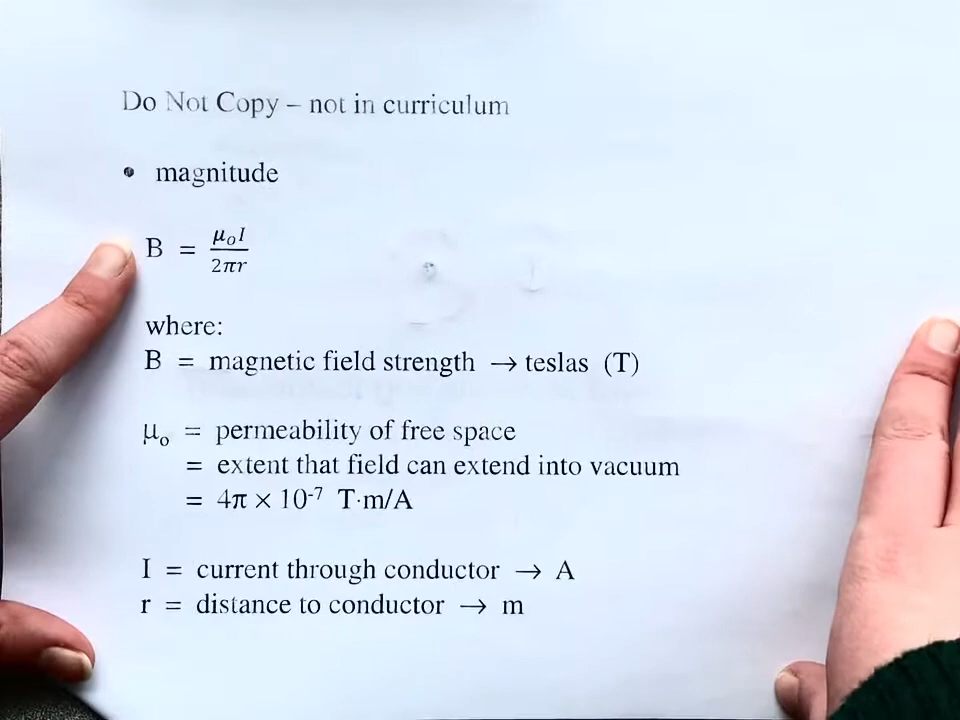 Do Not Copy – not in curriculum
• magnitude
B = μₒI / 2πr
where:
B = magnetic field strength → teslas (T)
μₒ = permeability of free space
= extent that field can extend into vacuum
= 4π × 10⁻⁷ T·m/A
I = current through conductor → A
r = distance to conductor → m